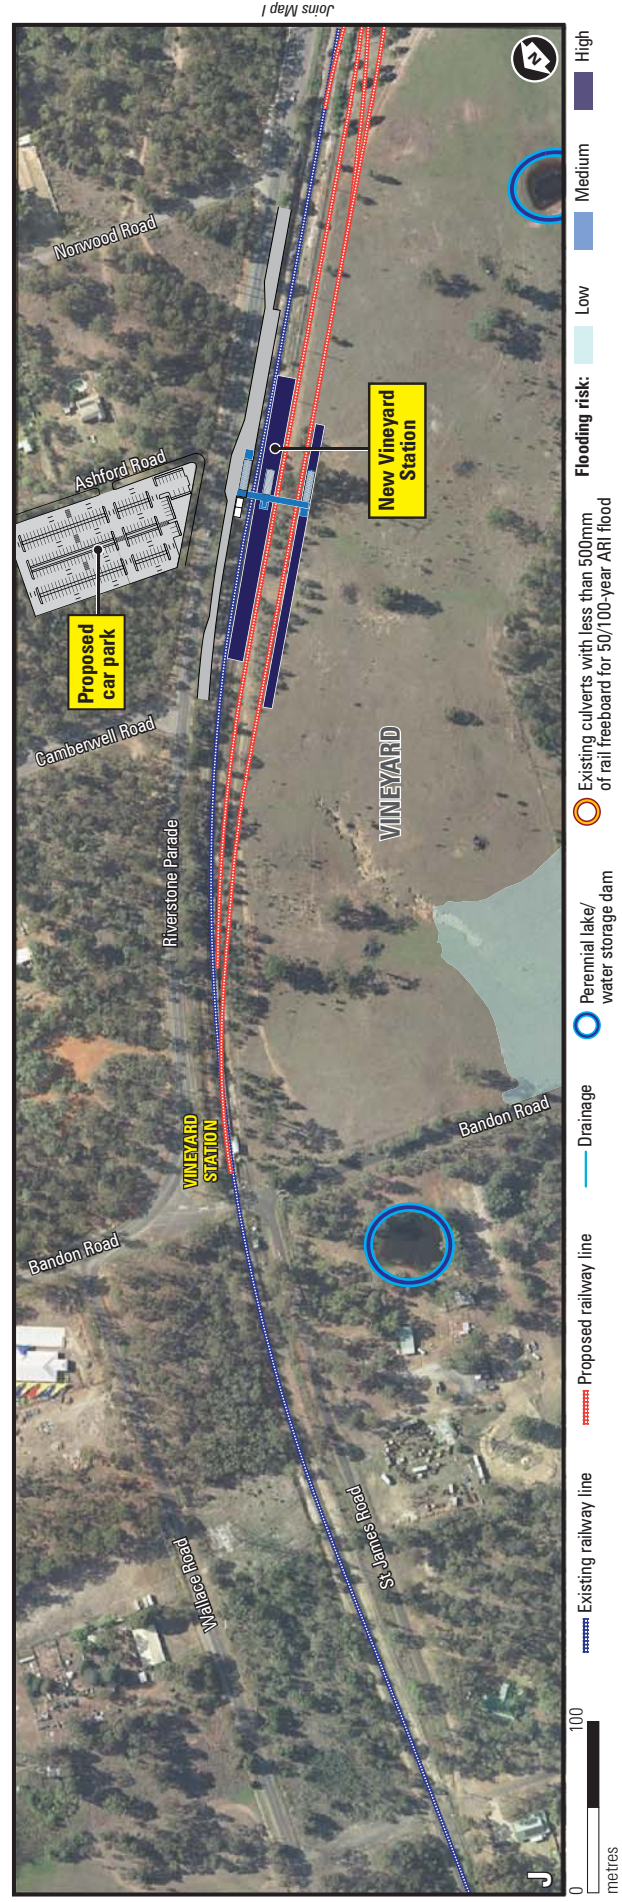 Joins Map I
N
Norwood Road
Ashford Road
Proposed
car park
New Vineyard
Station
Camberwell Road
Riverstone Parade
VINEYARD
VINEYARD
STATION
Bandon Road
Bandon Road
Wallace Road
St James Road
J
0
100
metres
Existing railway line
Proposed railway line
Drainage
Perennial lake/
water storage dam
Existing culverts with less than 500mm
of rail freeboard for 50/100-year ARI flood
Flooding risk:
Low
Medium
High